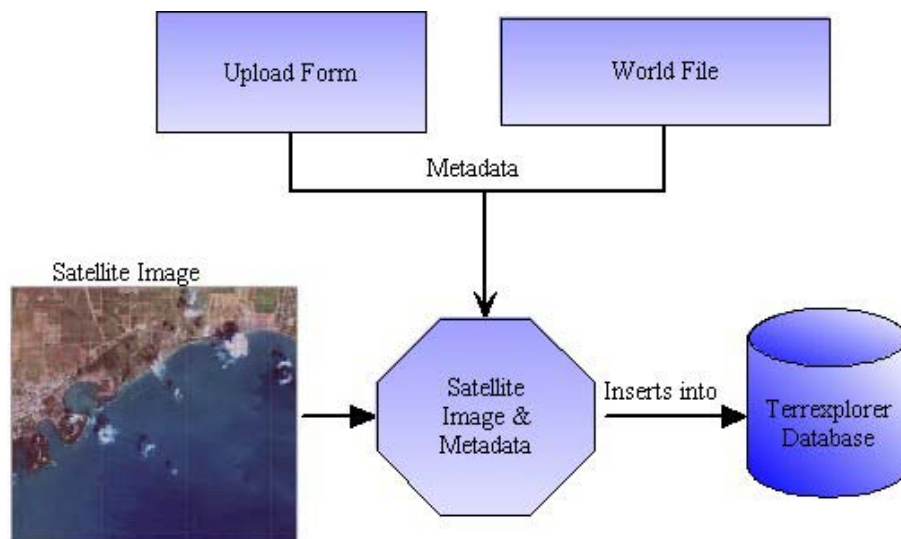 Upload Form
World File
Metadata
Satellite Image
Satellite
Image &
Metadata
Inserts into
Terrexplorer
Database